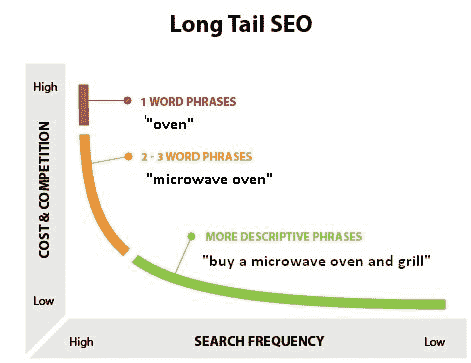 Long Tail SEO
High
1 WORD PHRASES
"oven"
2 - 3 WORD PHRASES
"microwave oven"
COST & COMPETITION
MORE DESCRIPTIVE PHRASES
"buy a microwave oven and grill"
Low
High
SEARCH FREQUENCY
Low